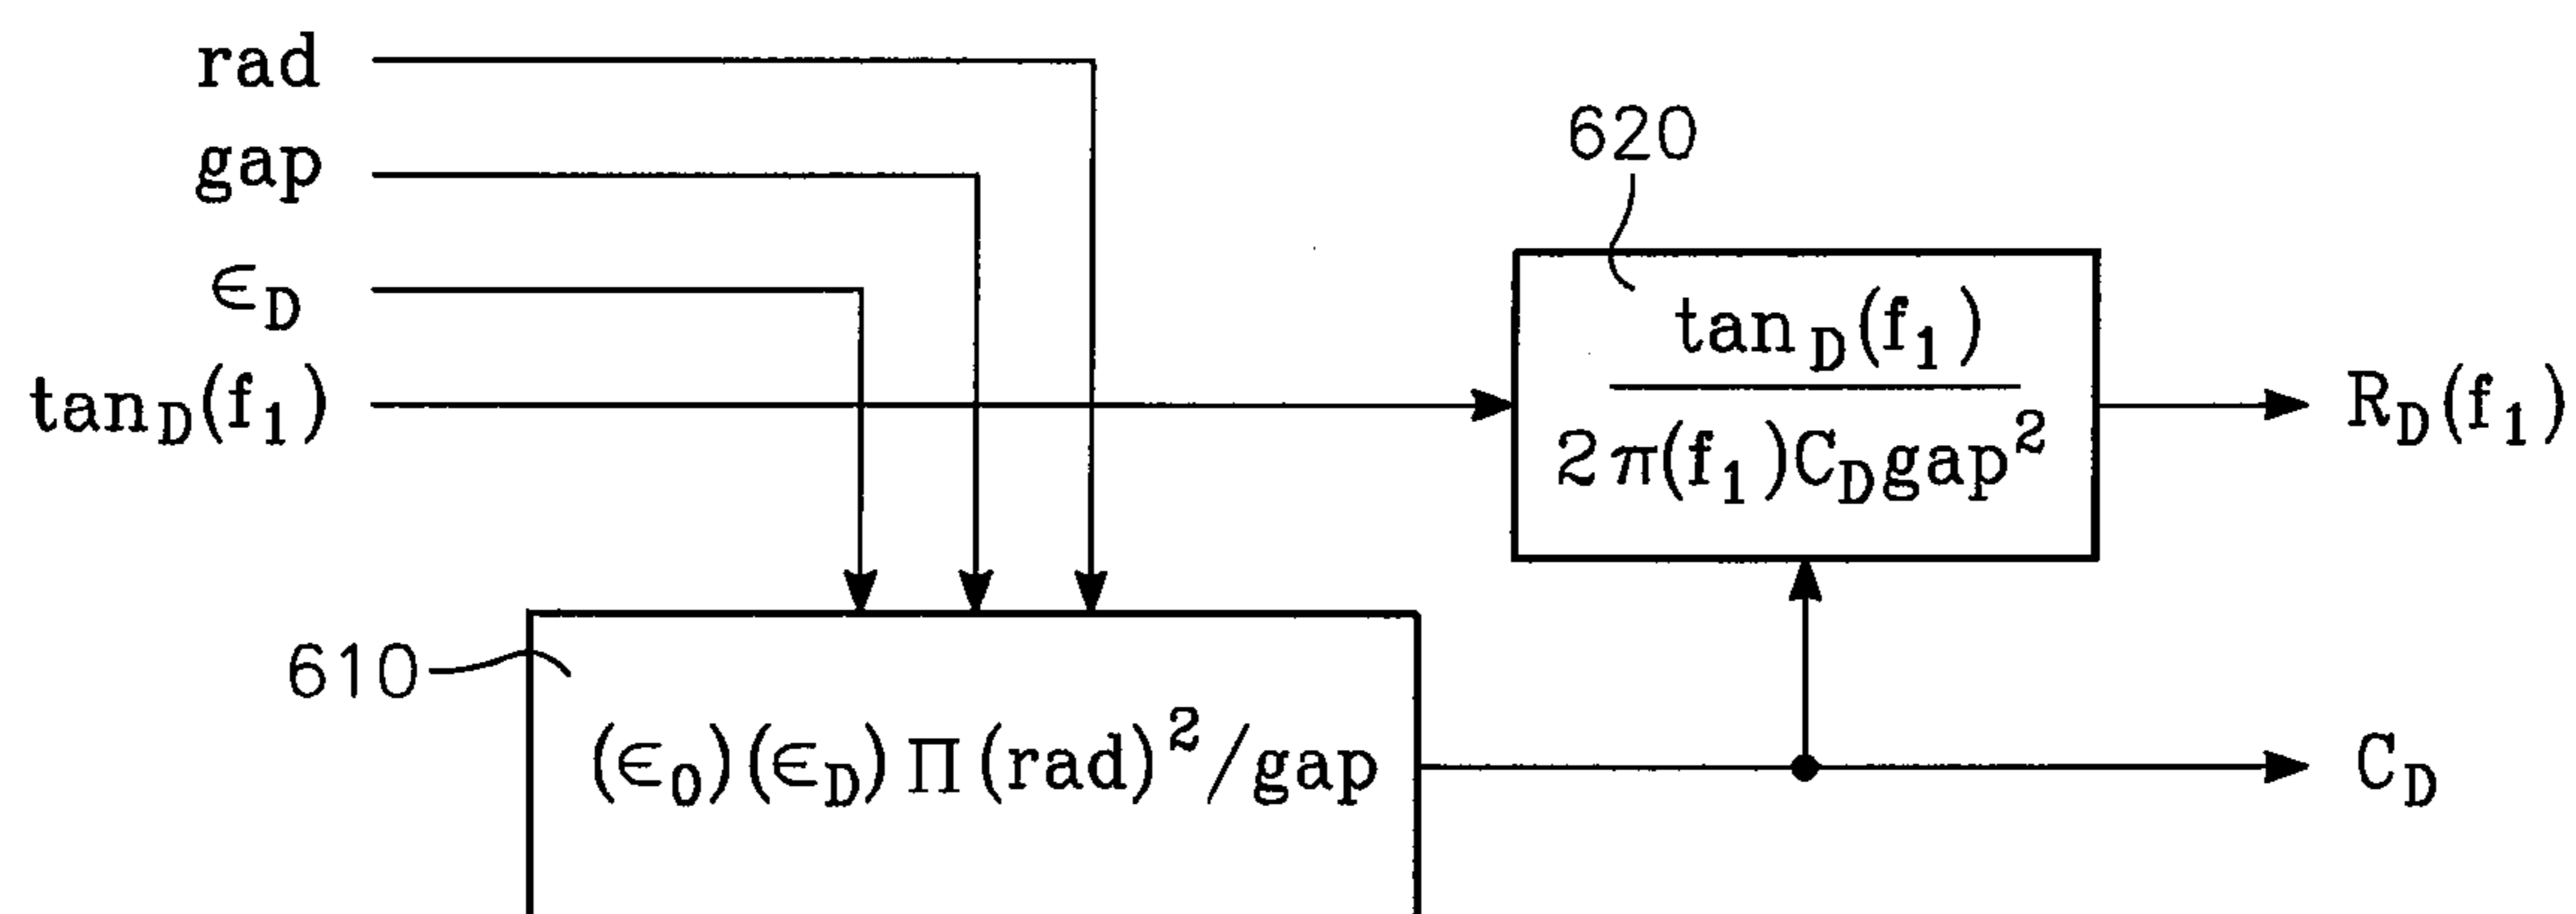 rad
gap
∈D
tanD(f1)
620
tanD(f1)
2π(f1)CDgap²
RD(f1)
610
(∈0)(∈D)Π(rad)²/gap
CD